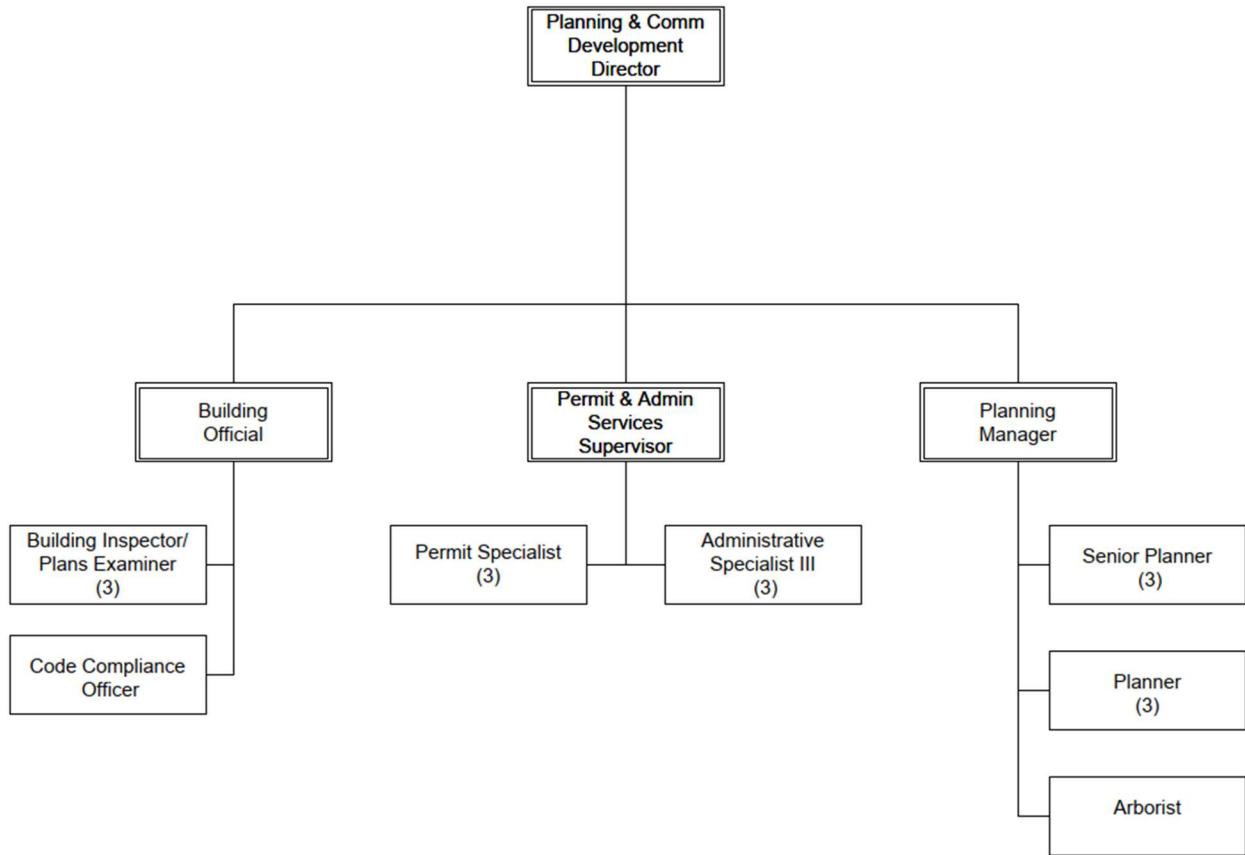 Planning & Comm
Development
Director
Building
Official
Permit & Admin
Services
Supervisor
Planning
Manager
Building Inspector/
Plans Examiner
(3)
Permit Specialist
(3)
Administrative
Specialist III
(3)
Senior Planner
(3)
Code Compliance
Officer
Planner
(3)
Arborist